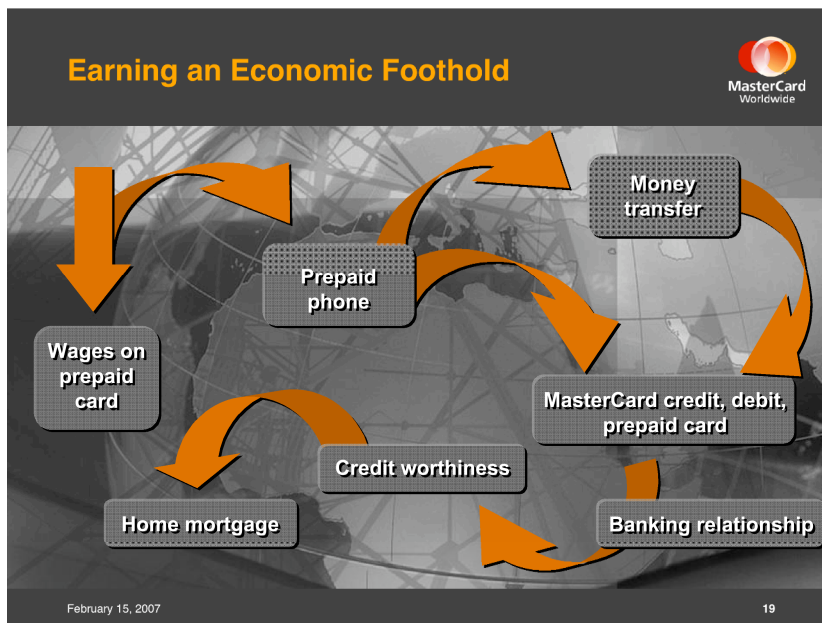 Earning an Economic Foothold
MasterCard
Worldwide
Money
transfer
Prepaid
phone
Wages on
prepaid
card
MasterCard credit, debit,
prepaid card
Credit worthiness
Home mortgage
Banking relationship
February 15, 2007
19